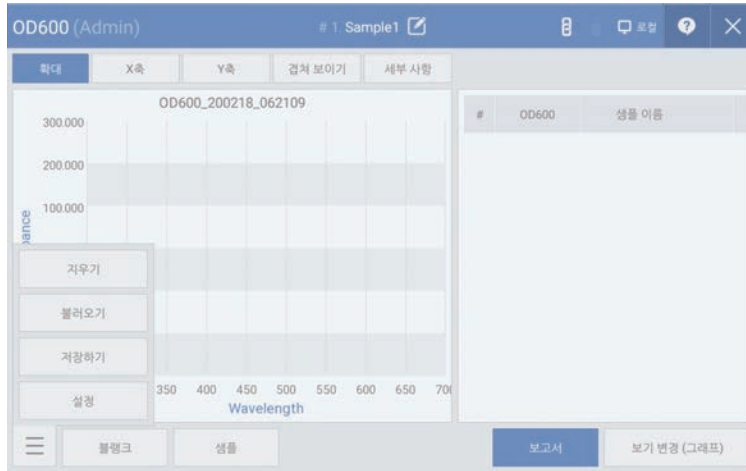 OD600 (Admin)
# 1. Sample1
로컬
확대
X축
Y축
겹쳐 보이기
세부 사항
OD600_200218_062109
300.000
200.000
100.000
# OD600 샘플 이름
지우기
불러오기
저장하기
설정
350 400 450 500 550 600 650
Wavelength
블랭크
샘플
보고서
보기 변경 (그래프)